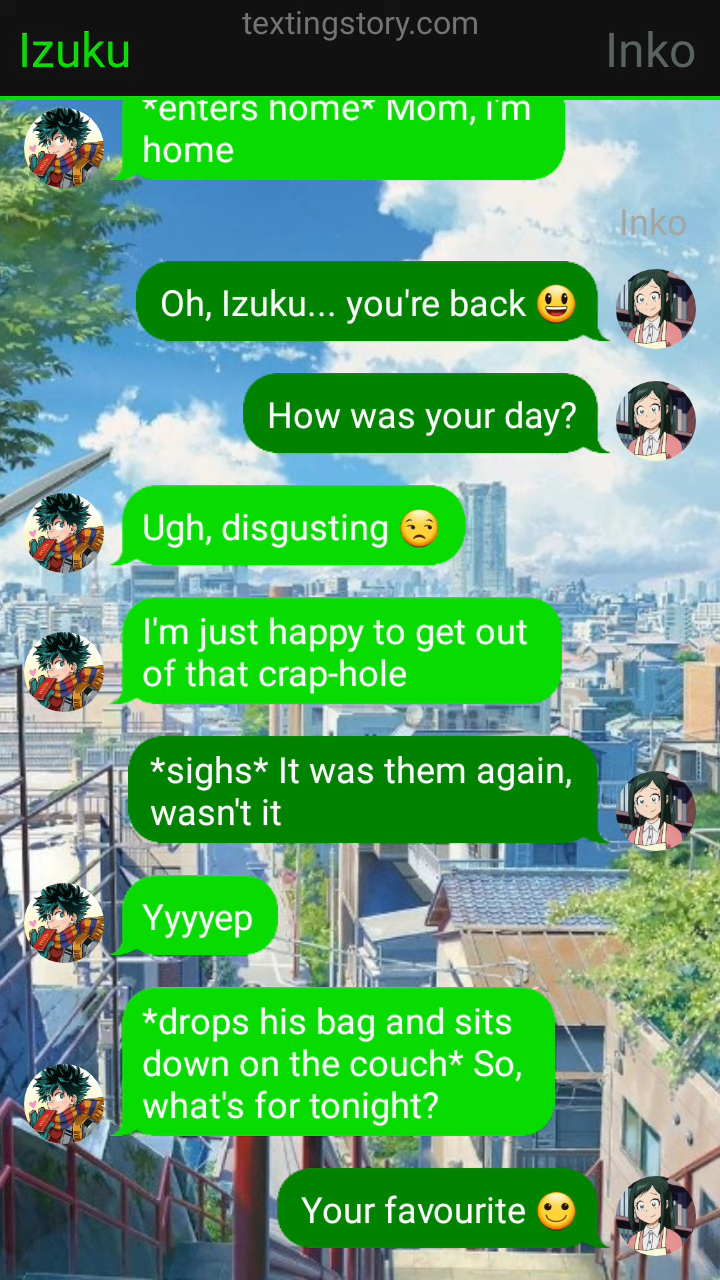 textingstory.com
Izuku
Inko
*enters home* Mom, I'm
home
Inko
Oh, Izuku... you're back 😃
How was your day?
Ugh, disgusting 😒
I'm just happy to get out
of that crap-hole
*sighs* It was them again,
wasn't it
Yyyyep
*drops his bag and sits
down on the couch* So,
what's for tonight?
Your favourite 🙂